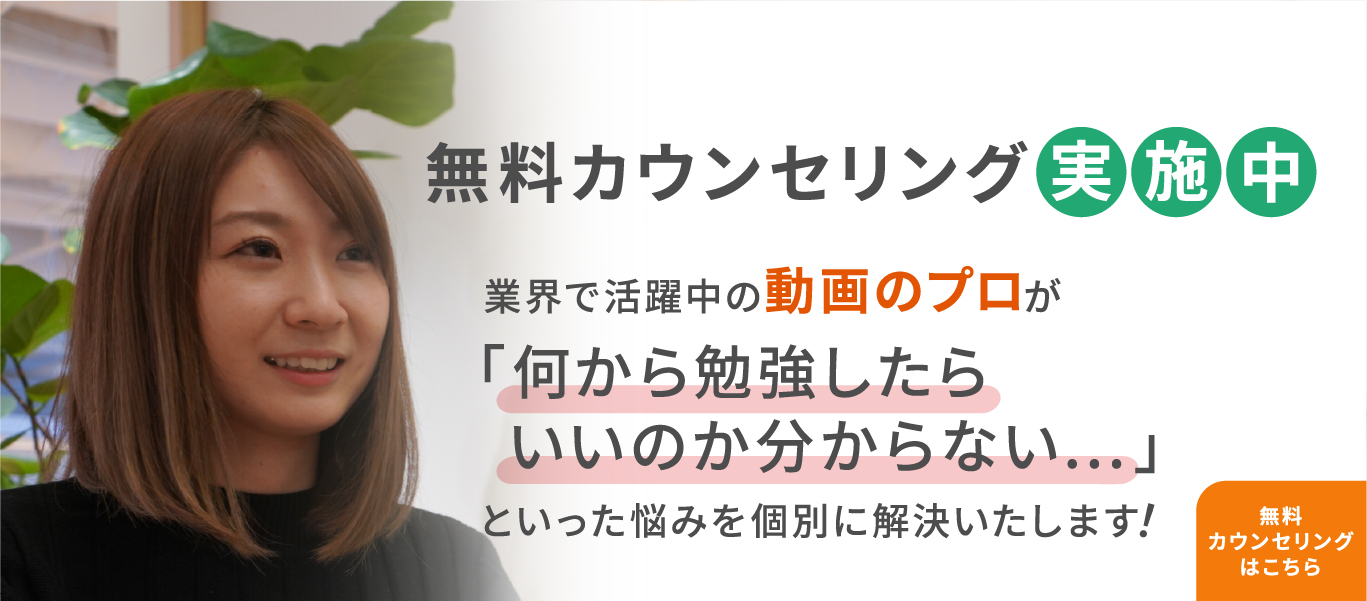 無料カウンセリング実施中
業界で活躍中の動画のプロが
「何から勉強したら
いいのか分からない...」
といった悩みを個別に解決いたします!
無料
カウンセリング
はこちら